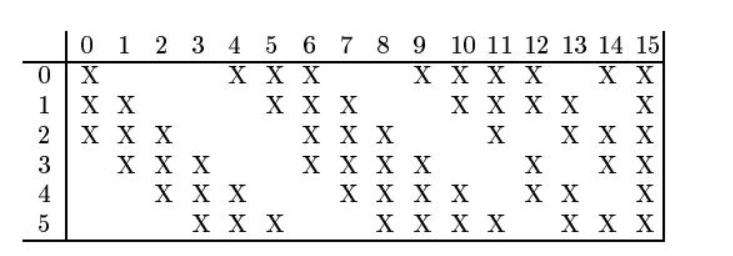 0 1 2 3 4 5 6 7 8 9 10 11 12 13 14 15
0 X X X X X X X X X X
1 X X X X X X X X X X
2 X X X X X X X X X X
3 X X X X X X X X X X
4 X X X X X X X X X X
5 X X X X X X X X X X